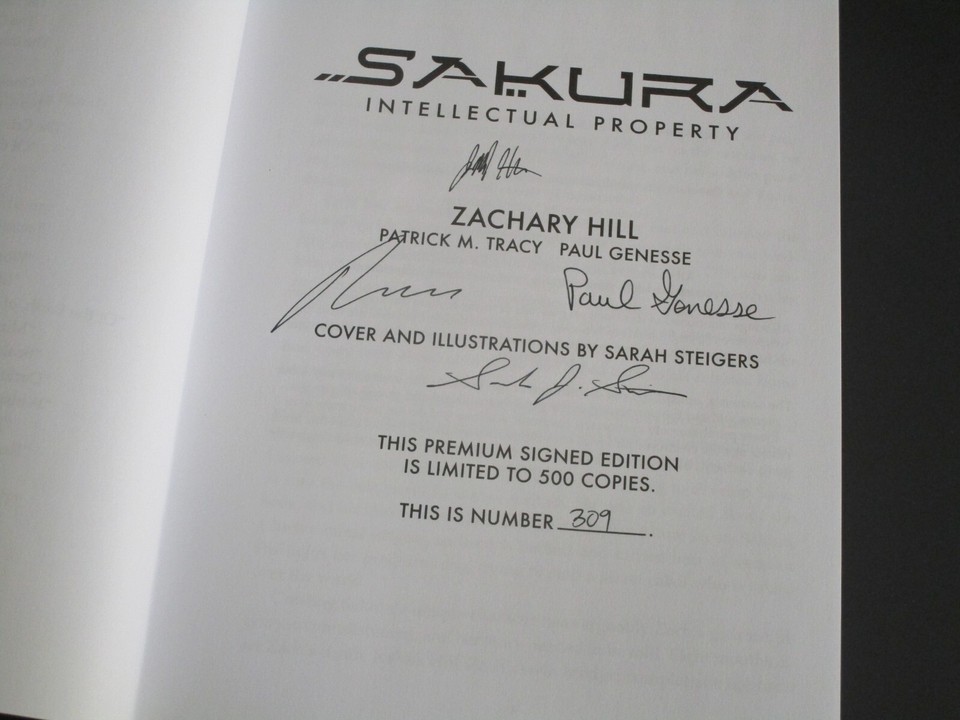 SAKURA
INTELLECTUAL PROPERTY
ZACHARY HILL
PATRICK M. TRACY PAUL GENESSE
Paul Genesse
COVER AND ILLUSTRATIONS BY SARAH STEIGERS
THIS PREMIUM SIGNED EDITION
IS LIMITED TO 500 COPIES.
THIS IS NUMBER 309.